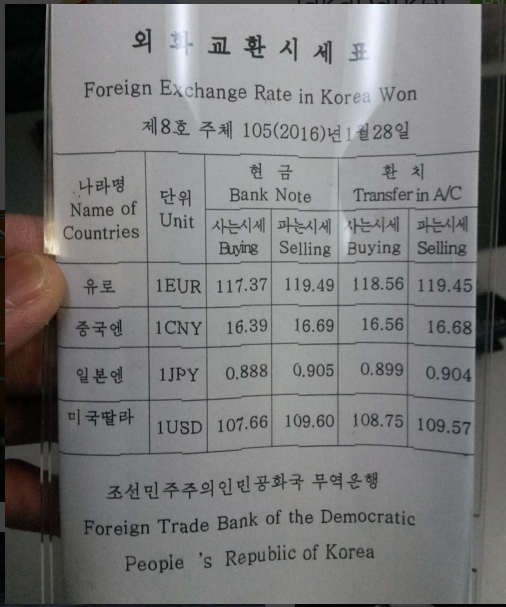 외 화 교 환 시 세 표
Foreign Exchange Rate in Korea Won
제8호 주체 105(2016)년1월28일
나라명 Name of Countries 단위 Unit 현 금 Bank Note 환 치 Transfer in A/C
사는시세 Buying 파는시세 Selling 사는시세 Buying 파는시세 Selling
유로 1EUR 117.37 119.49 118.56 119.45
중국엔 1CNY 16.39 16.69 16.56 16.68
일본엔 1JPY 0.888 0.905 0.899 0.904
미국딸라 1USD 107.66 109.60 108.75 109.57
조선민주주의인민공화국 무역은행
Foreign Trade Bank of the Democratic
People 's Republic of Korea